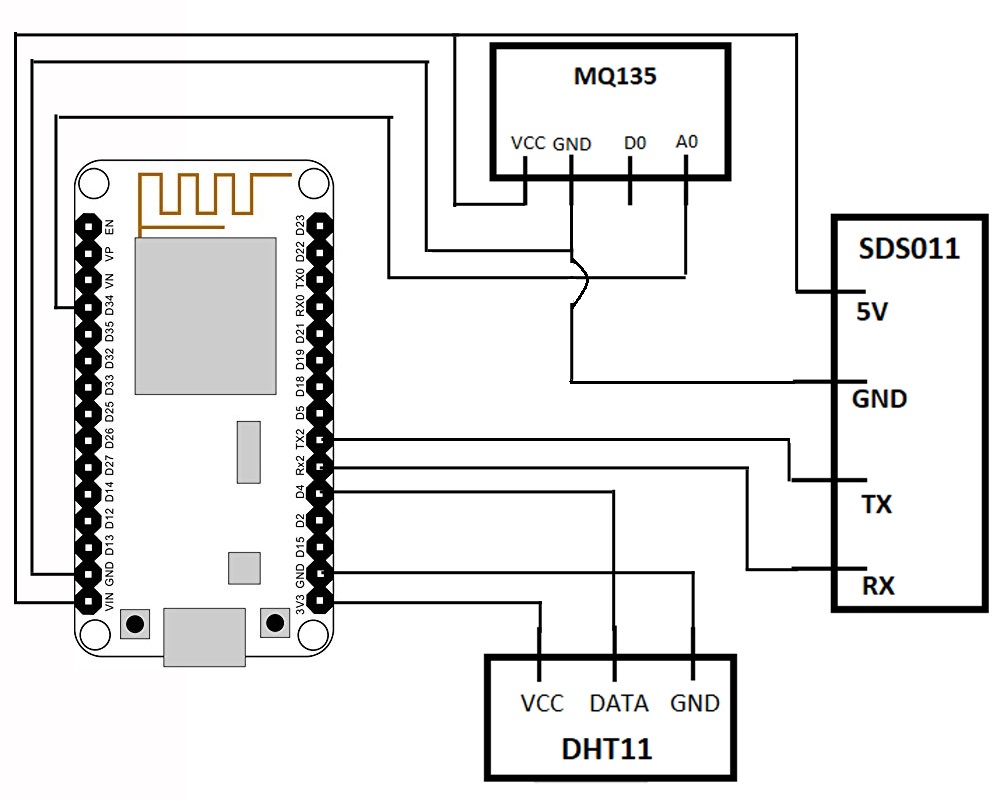 MQ135
VCC GND D0 A0
EN
VP
VN
D34
D35
D32
D33
D25
D26
D27
D14
D12
D13
GND
VIN
D23
D22
TX0
RX0
D21
D19
D18
D5
TX2
Rx2
D4
D2
D15
GND
3V3
SDS011
5V
GND
TX
RX
VCC DATA GND
DHT11